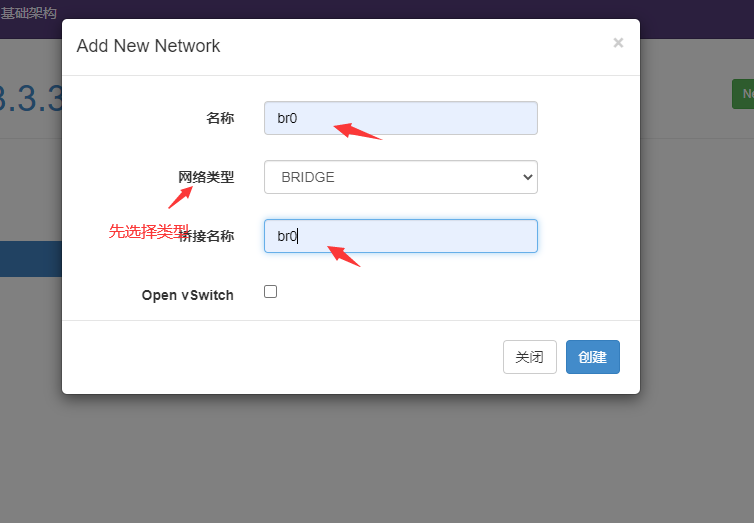 基础架构
Add New Network
×
3.3.3
名称
br0
网络类型
BRIDGE
先选择类型
桥接名称
br0
Open vSwitch
关闭
创建